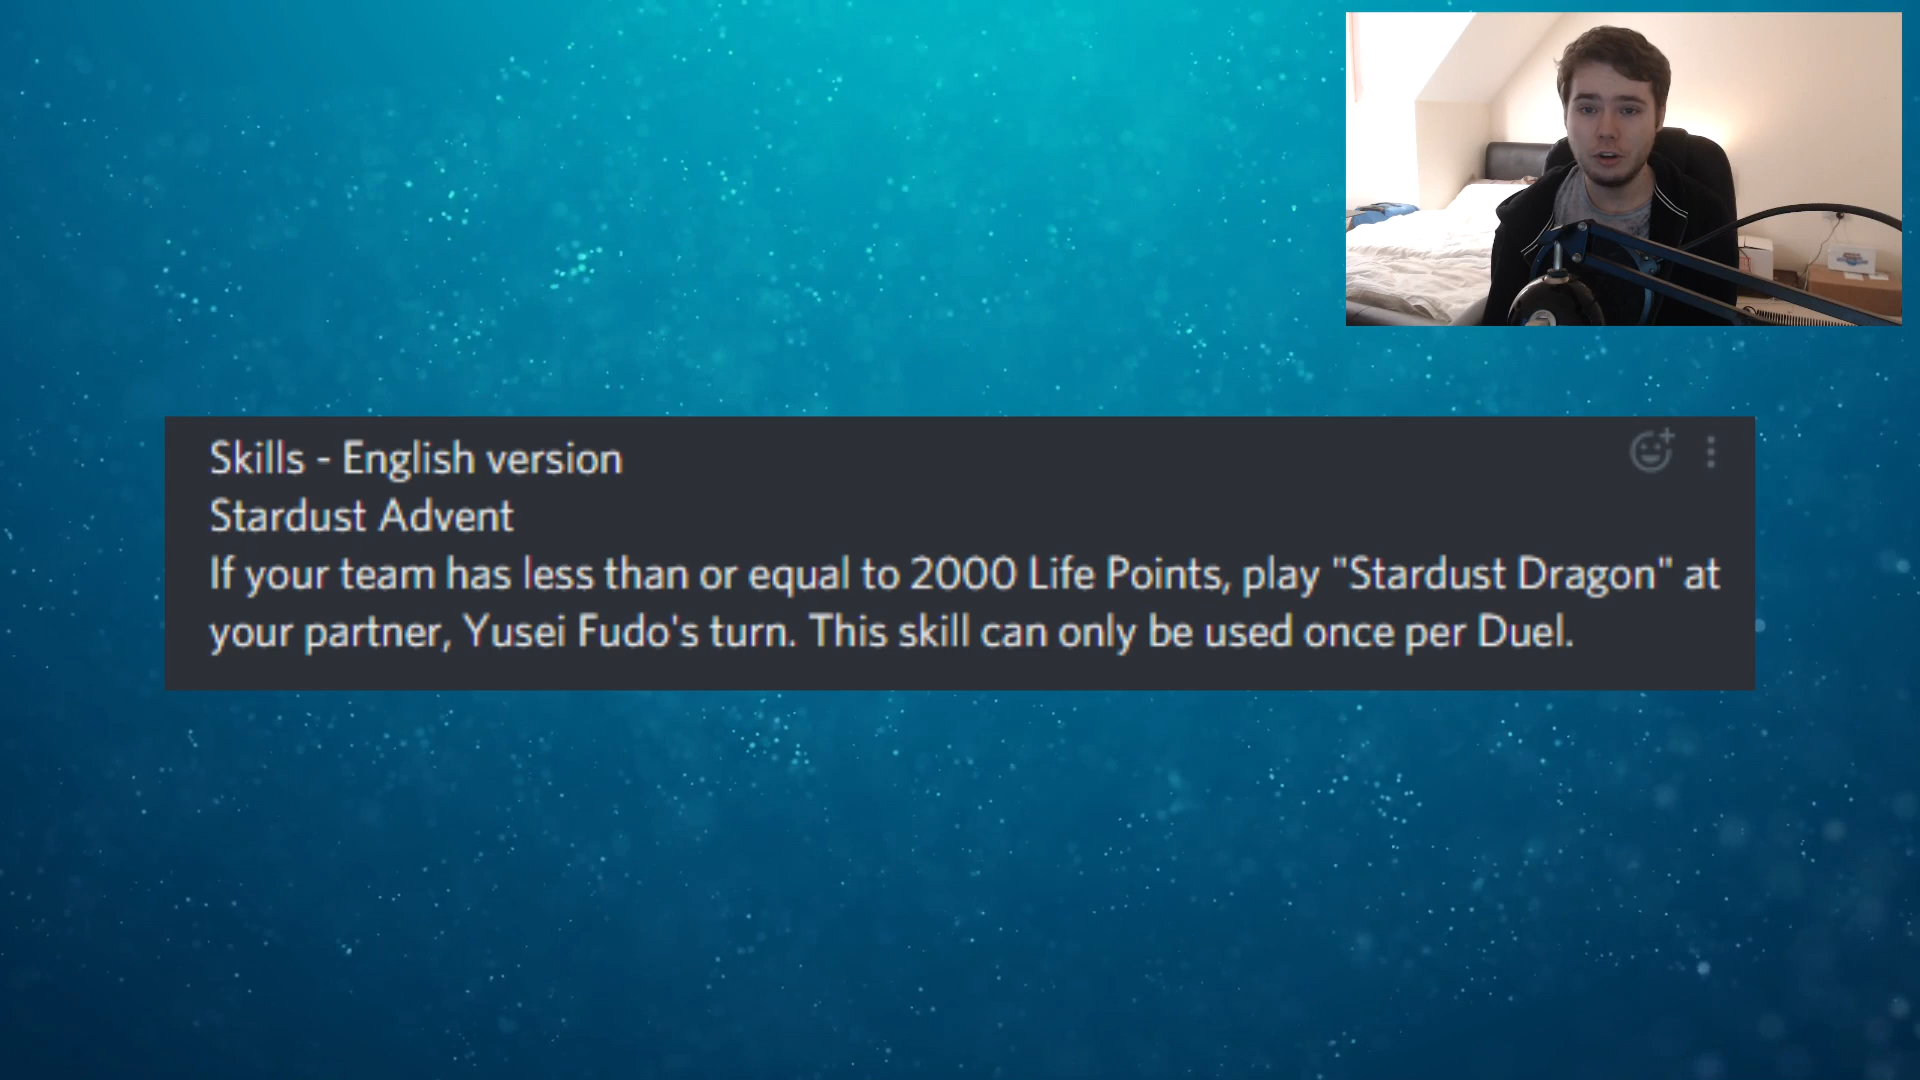 Skills - English version
Stardust Advent
If your team has less than or equal to 2000 Life Points, play "Stardust Dragon" at
your partner, Yusei Fudo's turn. This skill can only be used once per Duel.